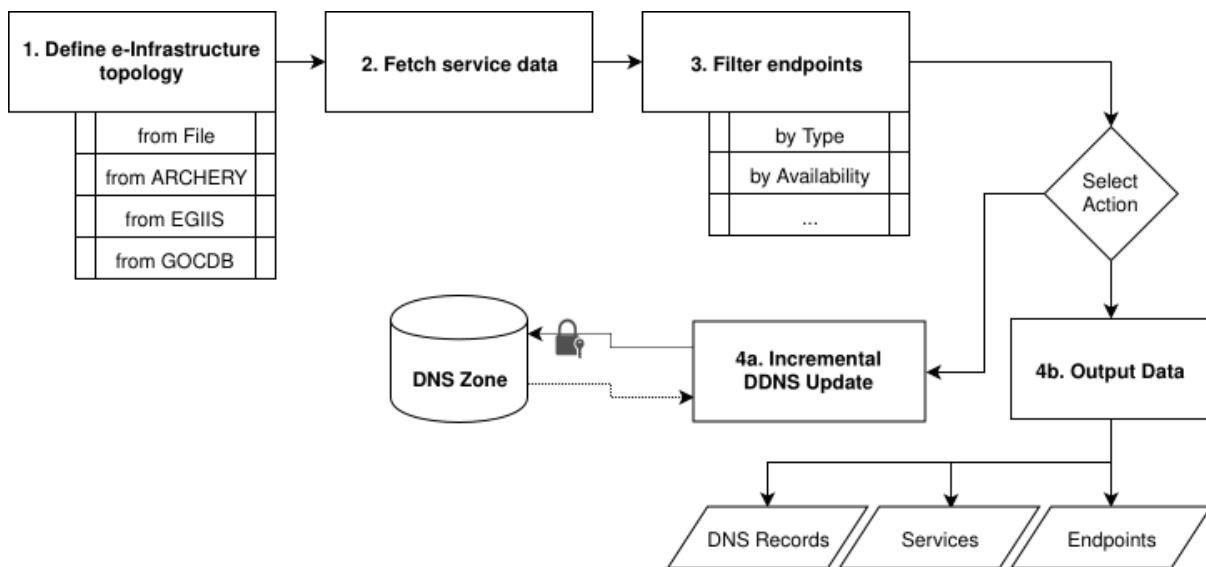 1. Define e-Infrastructure
topology
2. Fetch service data
3. Filter endpoints
from File
from ARCHERY
from EGIIS
from GOCDB
by Type
by Availability
...
Select
Action
DNS Zone
4a. Incremental
DDNS Update
4b. Output Data
DNS Records
Services
Endpoints